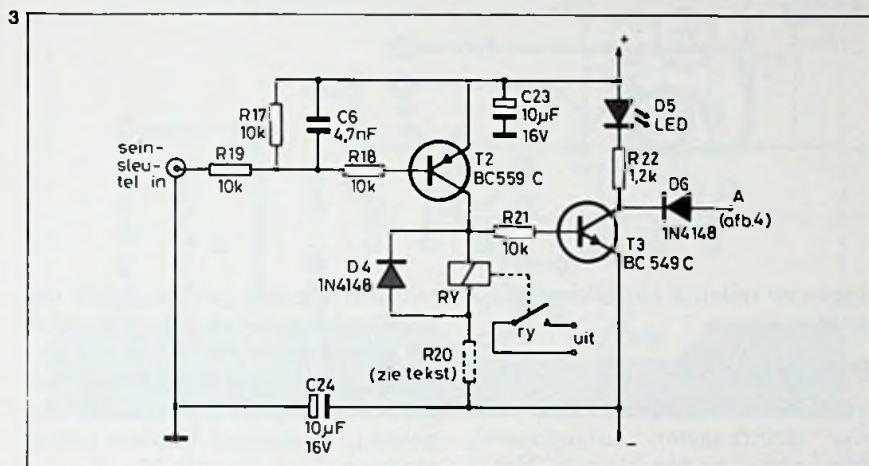 3
+
R17
10k
C6
4,7nF
C23
10µF
16V
D5
LED
sein-
sleu-
tel in
R19
10k
R18
10k
T2
BC559 C
R22
1,2k
D6
1N4148
A
(afb.4)
R21
10k
T3
BC 549 C
D4
1N4148
RY
ry
uit
R20
(zie tekst)
C24
10µF
16V
-